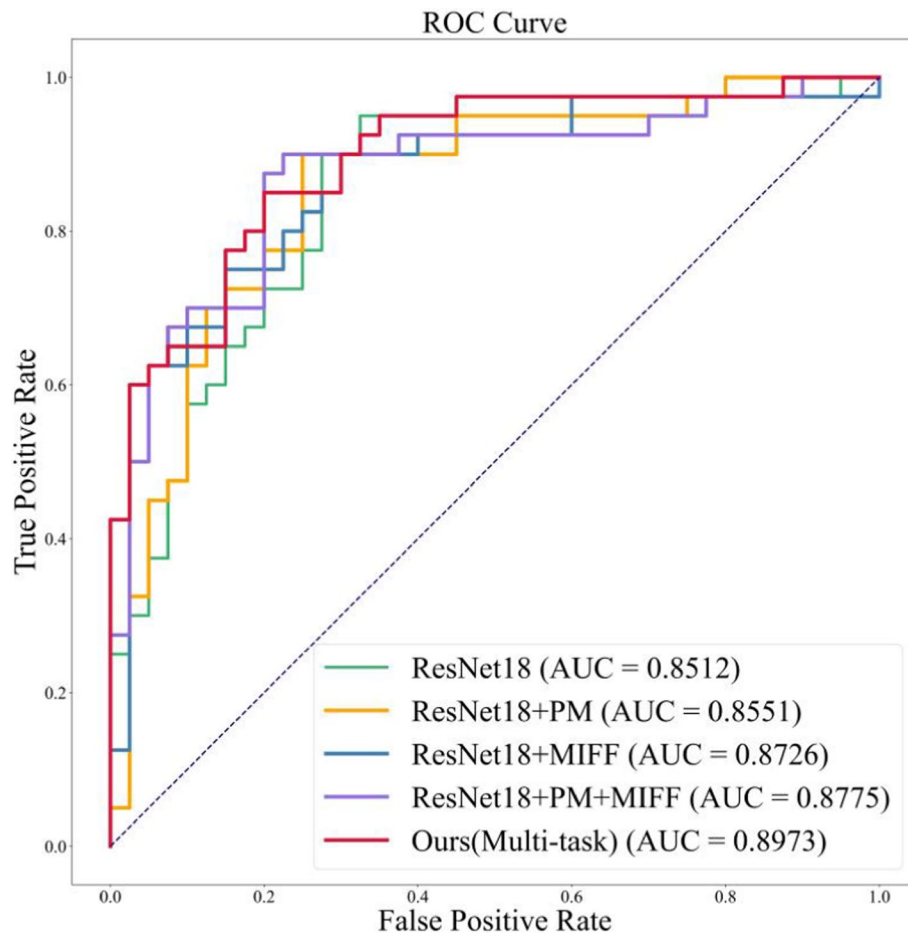 ROC Curve
True Positive Rate
1.0
0.8
0.6
0.4
0.2
0.0
ResNet18 (AUC = 0.8512)
ResNet18+PM (AUC = 0.8551)
ResNet18+MIFF (AUC = 0.8726)
ResNet18+PM+MIFF (AUC = 0.8775)
Ours(Multi-task) (AUC = 0.8973)
0.0 0.2 0.4 0.6 0.8 1.0
False Positive Rate